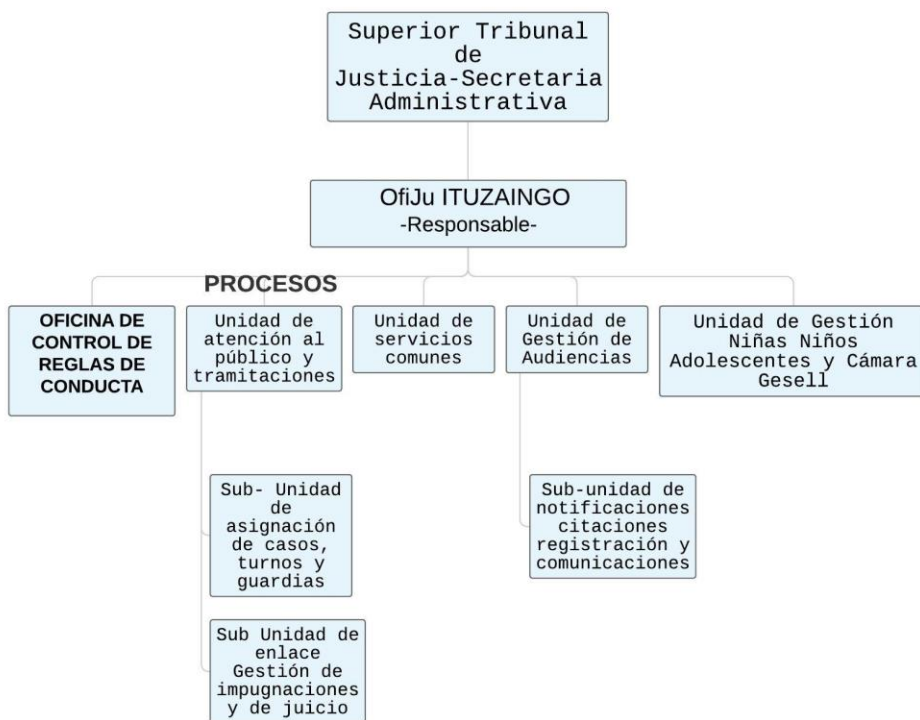 Superior Tribunal
de
Justicia-Secretaria
Administrativa
OfiJu ITUZAINGO
-Responsable-
PROCESOS
OFICINA DE
CONTROL DE
REGLAS DE
CONDUCTA
Unidad de
atención al
público y
tramitaciones
Unidad de
servicios
comunes
Unidad de
Gestión de
Audiencias
Unidad de Gestión
Niñas Niños
Adolescentes y Cámara
Gesell
Sub- Unidad
de
asignación
de casos,
turnos y
guardias
Sub-unidad de
notificaciones
citaciones
registración y
comunicaciones
Sub Unidad de
enlace
Gestión de
impugnaciones
y de juicio